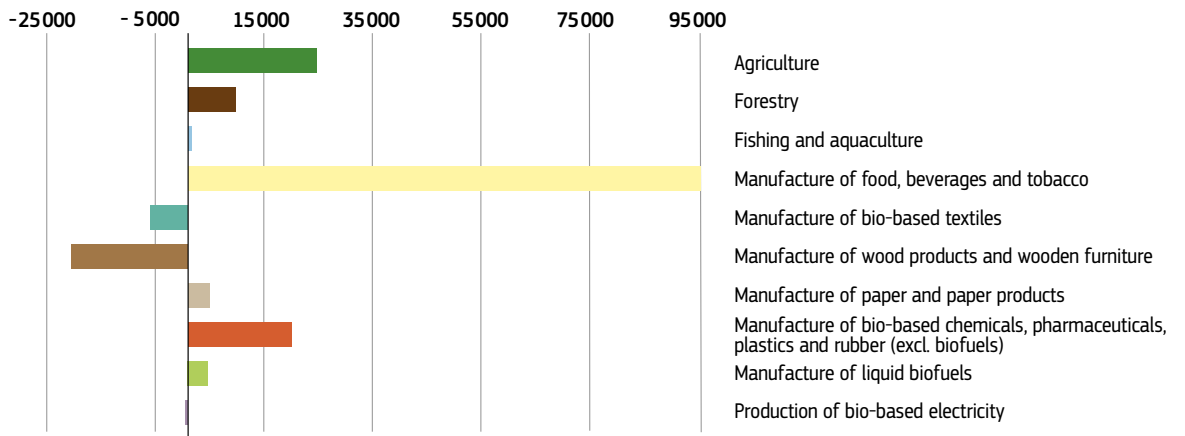 -25000 - 5000 15000 35000 55000 75000 95000
Agriculture
Forestry
Fishing and aquaculture
Manufacture of food, beverages and tobacco
Manufacture of bio-based textiles
Manufacture of wood products and wooden furniture
Manufacture of paper and paper products
Manufacture of bio-based chemicals, pharmaceuticals,
plastics and rubber (excl. biofuels)
Manufacture of liquid biofuels
Production of bio-based electricity